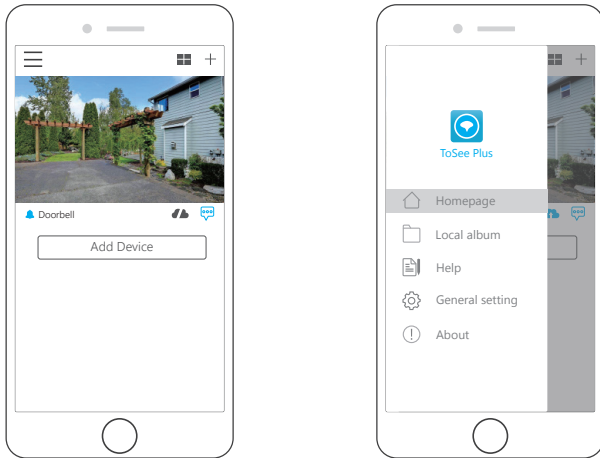 Doorbell
Add Device
ToSee Plus
Homepage
Local album
Help
General setting
About